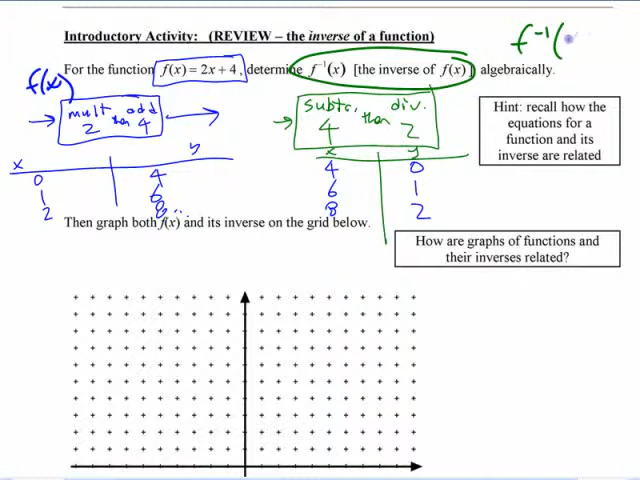 Introductory Activity: (REVIEW – the inverse of a function)
f⁻¹(
For the function f(x) = 2x + 4, determine f⁻¹(x) [the inverse of f(x)] algebraically.
f(x)
mult then add
2 4
subtr. then div.
4 2
Hint: recall how the
equations for a
function and its
inverse are related
x y
0 4
1 6
2 8 ...
x y
4 0
6 1
8 2
Then graph both f(x) and its inverse on the grid below.
How are graphs of functions and
their inverses related?